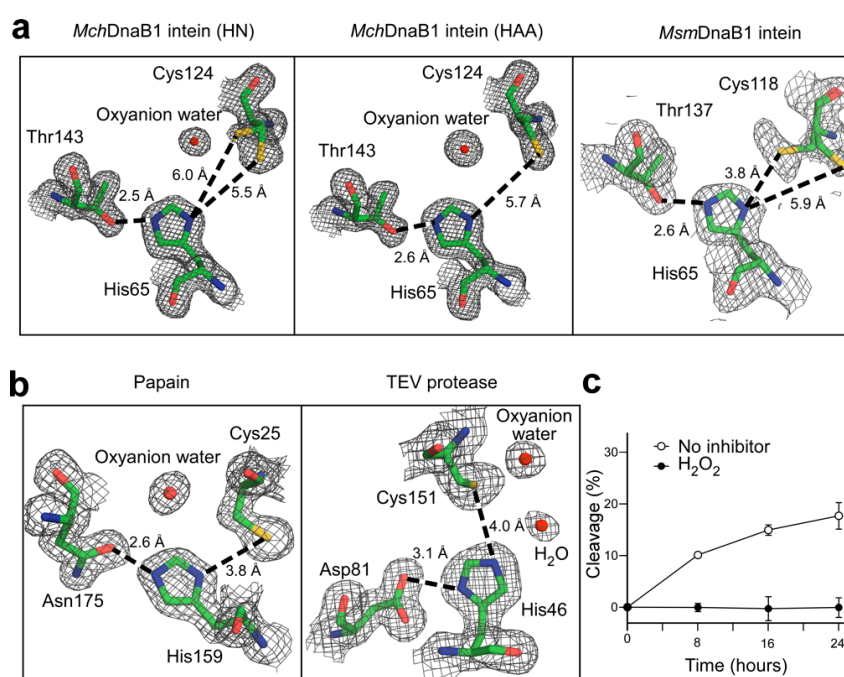 a
MchDnaB1 intein (HN)
MchDnaB1 intein (HAA)
MsmDnaB1 intein
Cys124
Oxyanion water
Thr143
2.5 Å
6.0 Å
5.5 Å
His65
Cys124
Oxyanion water
Thr143
5.7 Å
2.6 Å
His65
Cys118
Thr137
3.8 Å
5.9 Å
2.6 Å
His65
b
Papain
TEV protease
Cys25
Oxyanion water
2.6 Å
3.8 Å
Asn175
His159
Oxyanion
water
Cys151
4.0 Å
H₂O
3.1 Å
Asp81
His46
c
No inhibitor
H₂O₂
Cleavage (%)
30
20
10
0
0
8
16
24
Time (hours)